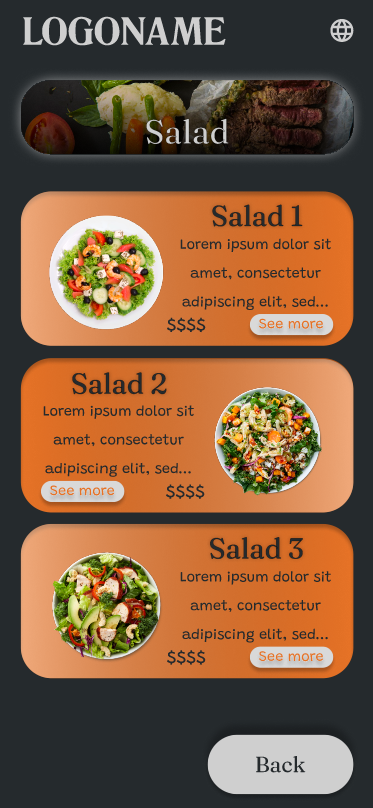 LOGONAME
Salad
Salad 1
Lorem ipsum dolor sit
amet, consectetur
adipiscing elit, sed...
$$$$ See more
Salad 2
Lorem ipsum dolor sit
amet, consectetur
adipiscing elit, sed...
See more $$$$
Salad 3
Lorem ipsum dolor sit
amet, consectetur
adipiscing elit, sed...
$$$$ See more
Back